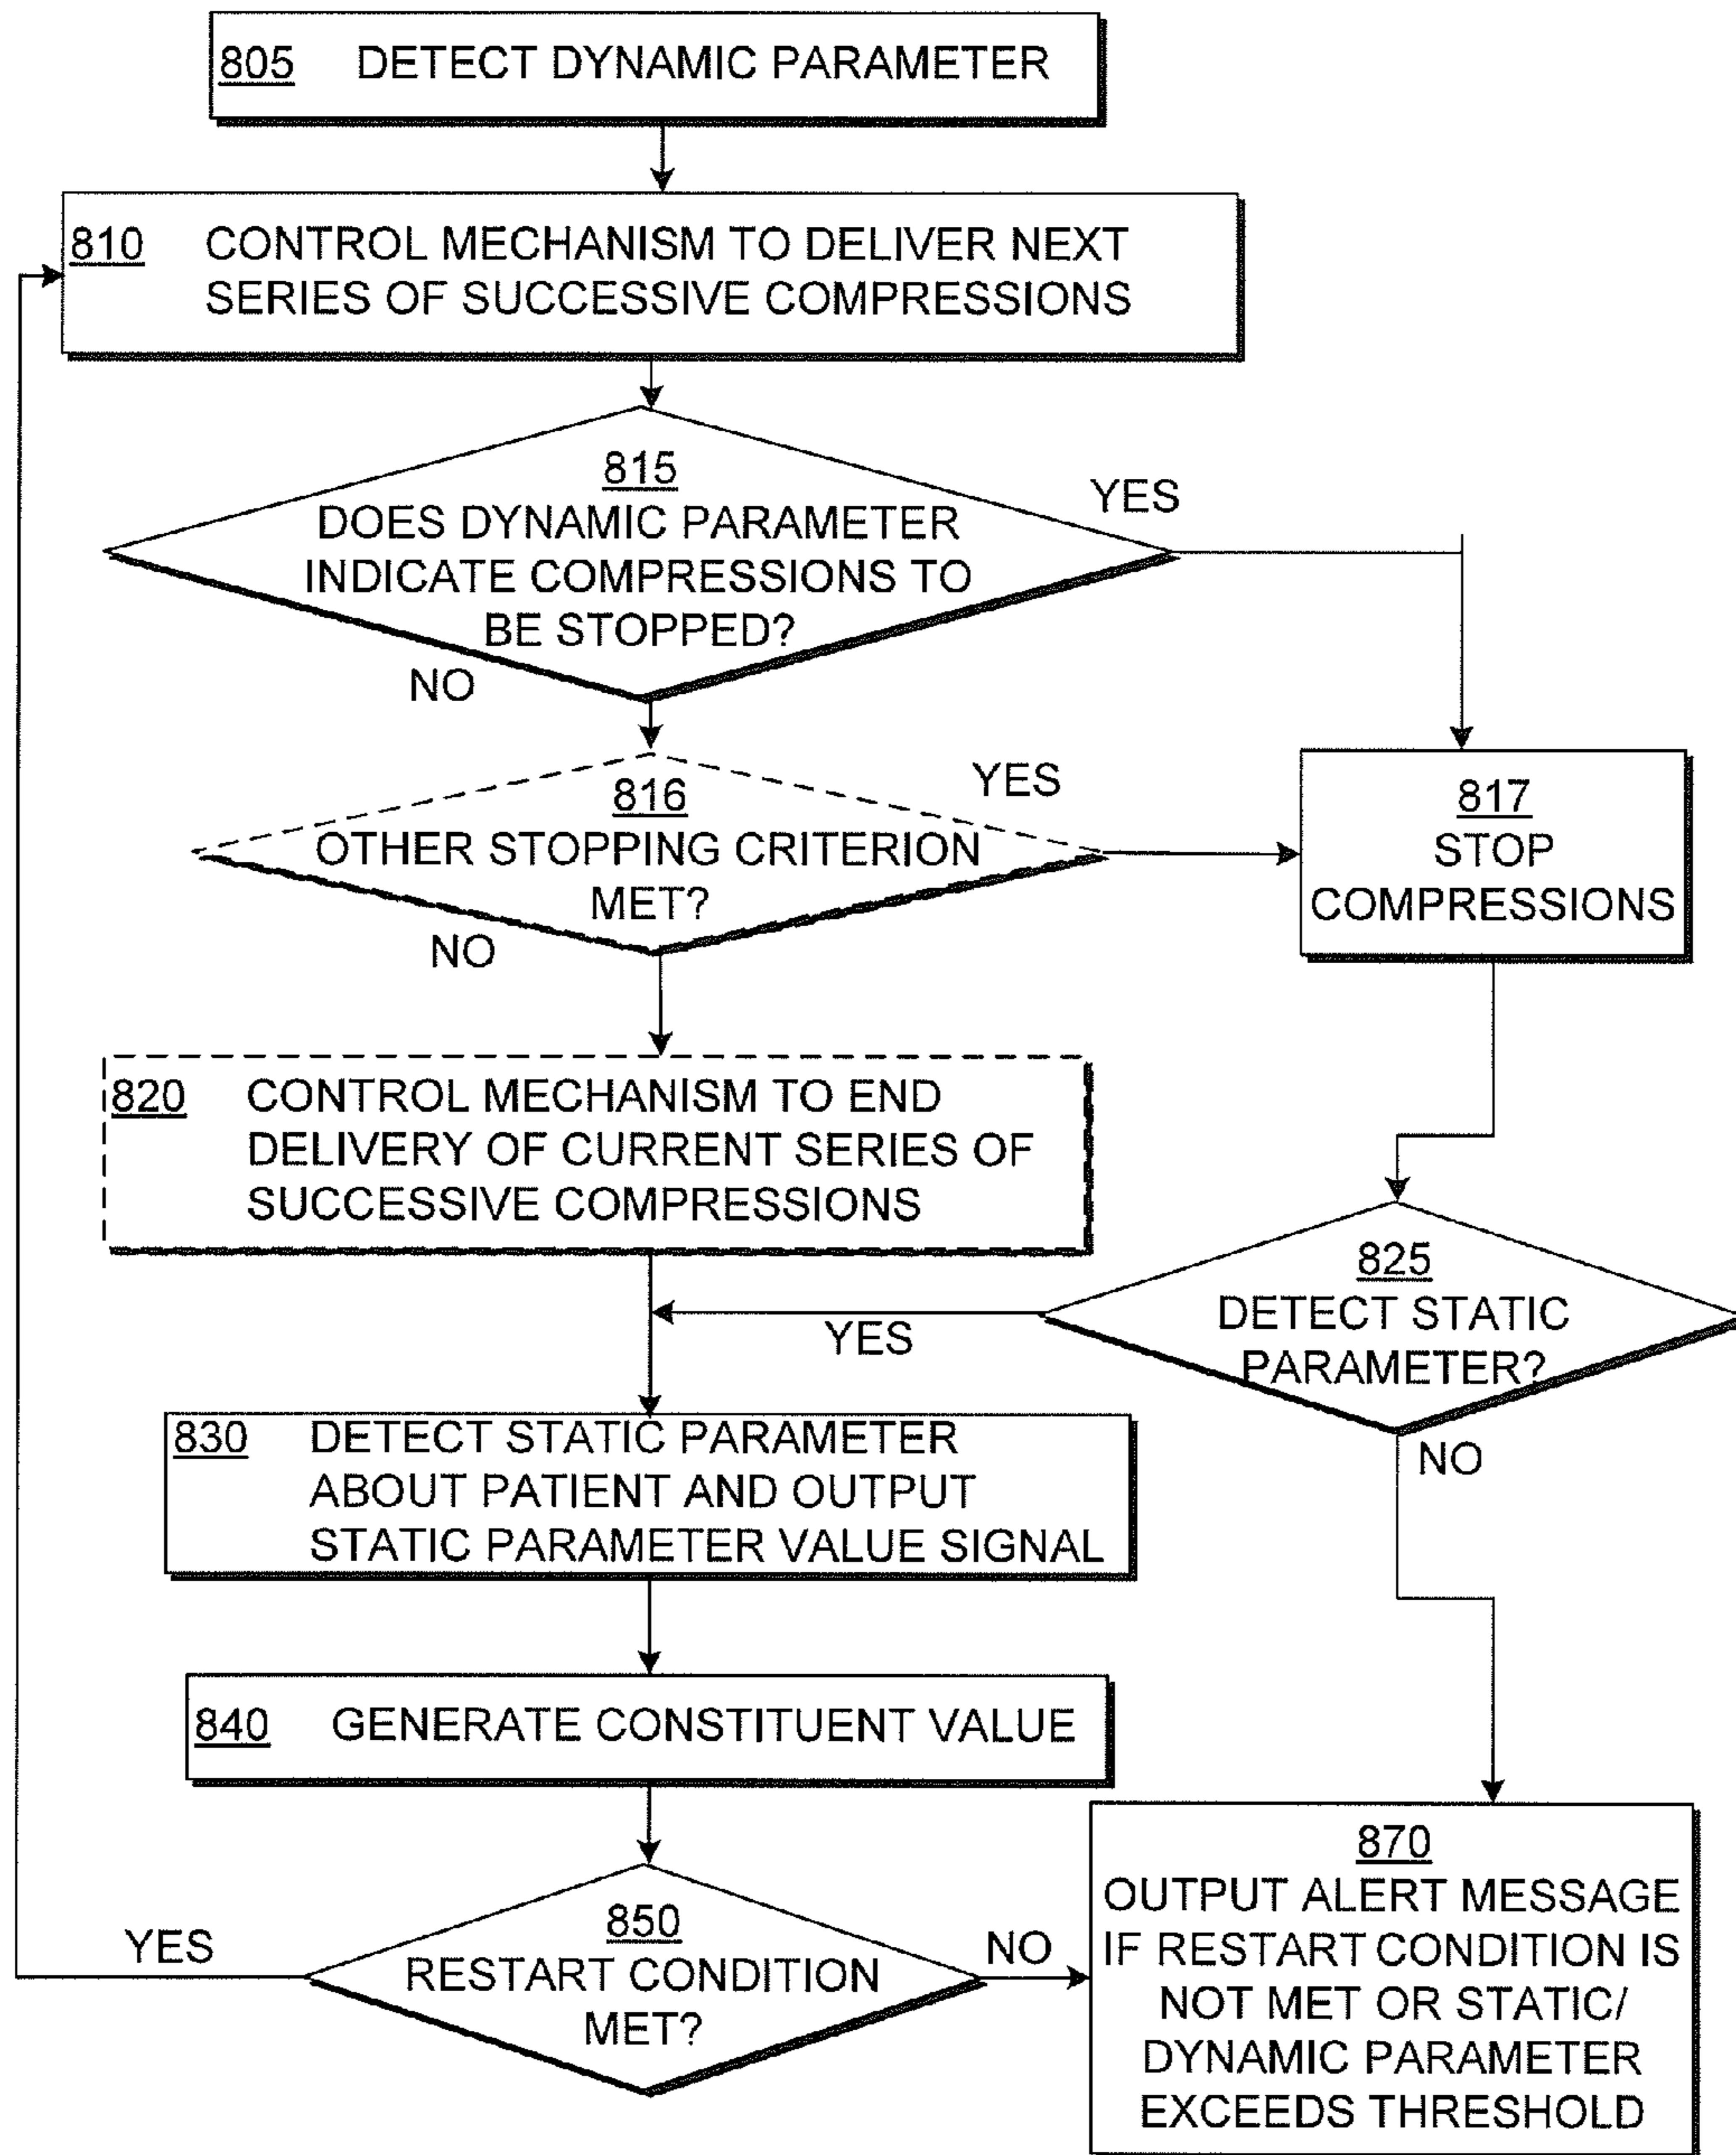 805 DETECT DYNAMIC PARAMETER
810 CONTROL MECHANISM TO DELIVER NEXT
SERIES OF SUCCESSIVE COMPRESSIONS
815
DOES DYNAMIC PARAMETER
INDICATE COMPRESSIONS TO
BE STOPPED?
YES
NO
816
OTHER STOPPING CRITERION
MET?
YES
NO
817
STOP
COMPRESSIONS
820 CONTROL MECHANISM TO END
DELIVERY OF CURRENT SERIES OF
SUCCESSIVE COMPRESSIONS
825
DETECT STATIC
PARAMETER?
YES
NO
830 DETECT STATIC PARAMETER
ABOUT PATIENT AND OUTPUT
STATIC PARAMETER VALUE SIGNAL
840 GENERATE CONSTITUENT VALUE
850
RESTART CONDITION
MET?
YES
NO
870
OUTPUT ALERT MESSAGE
IF RESTART CONDITION IS
NOT MET OR STATIC/
DYNAMIC PARAMETER
EXCEEDS THRESHOLD